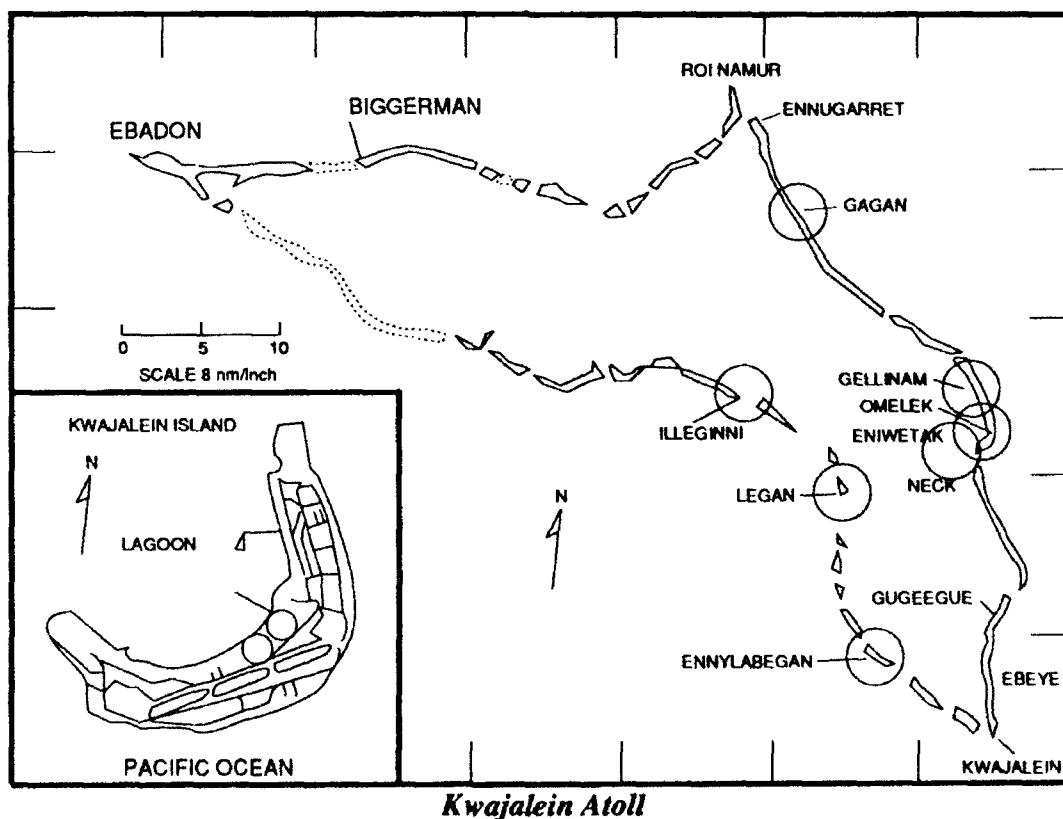 ROI NAMUR
ENNUGARRET
BIGGERMAN
EBADON
GAGAN
0 5 10
SCALE 8 nm/inch
GELLINAM
OMELEK
ENIWETAK
NECK
ILLEGINNI
LEGAN
N
GUGEEGUE
ENNYLABEGAN
EBEYE
KWAJALEIN
KWAJALEIN ISLAND
N
LAGOON
PACIFIC OCEAN
Kwajalein Atoll